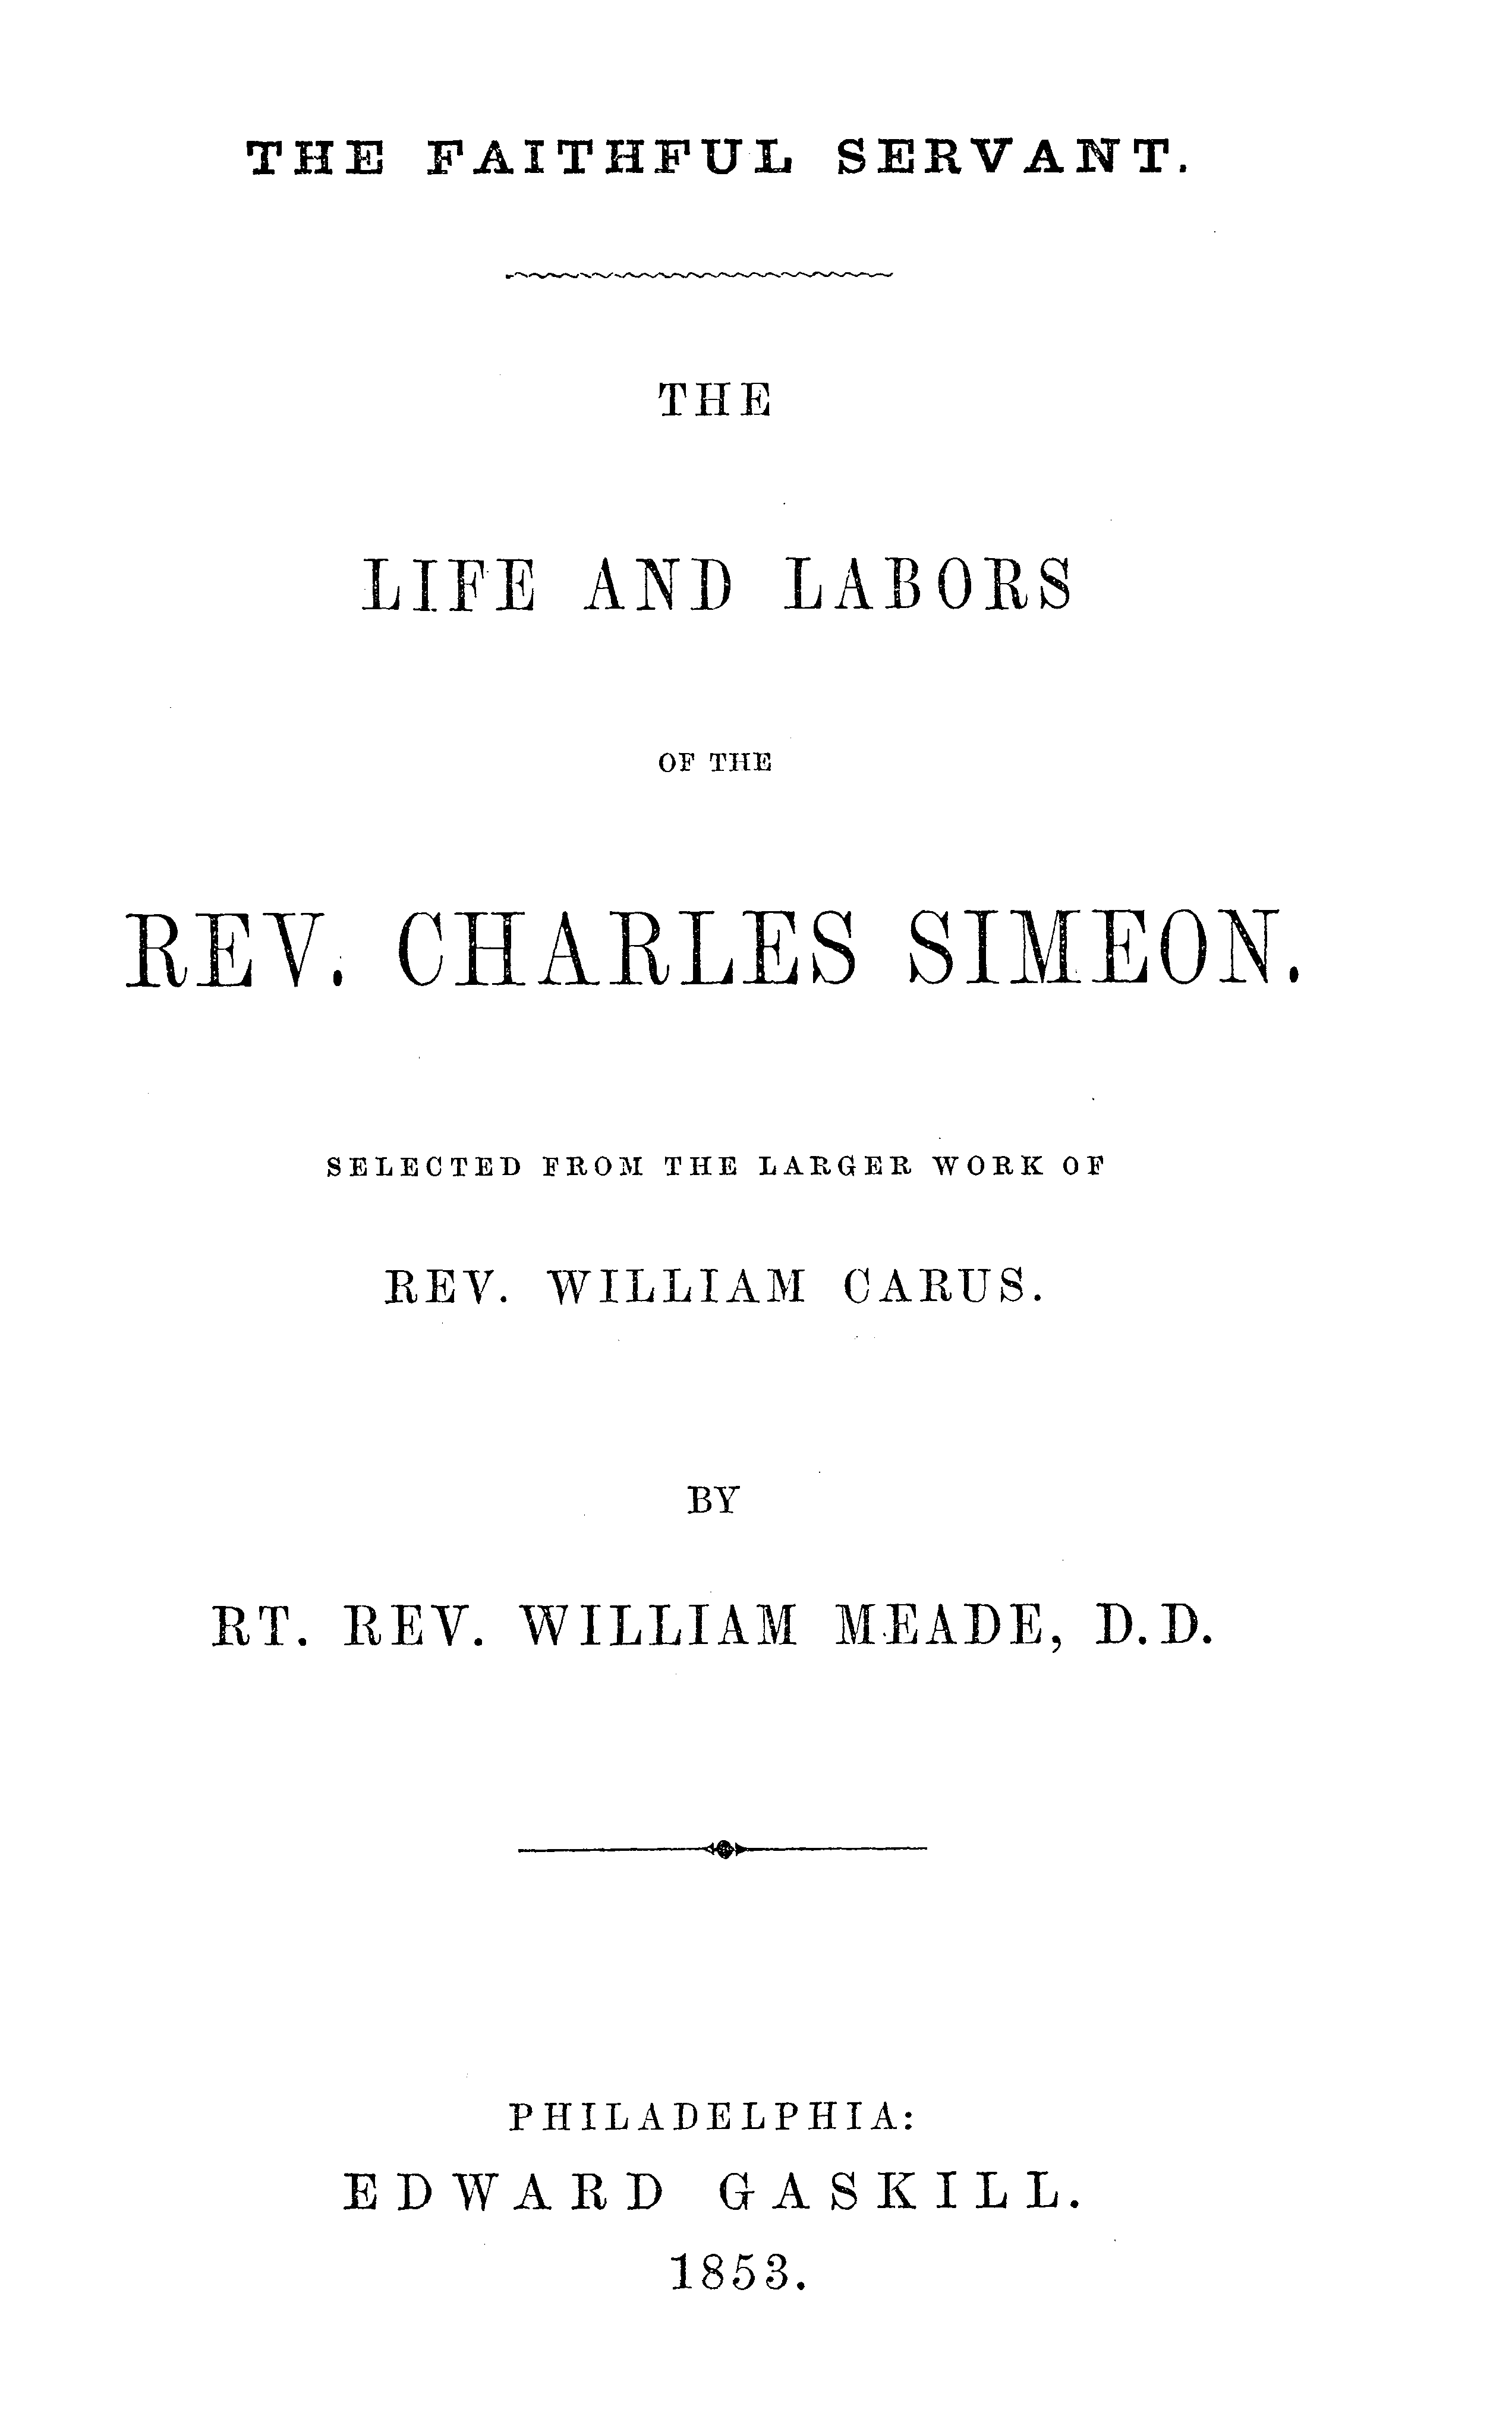 THE FAITHFUL SERVANT.
THE
LIFE AND LABORS
OF THE
REV. CHARLES SIMEON.
SELECTED FROM THE LARGER WORK OF
REV. WILLIAM CARUS.
BY
RT. REV. WILLIAM MEADE, D.D.
PHILADELPHIA:
EDWARD GASKILL.
1853.